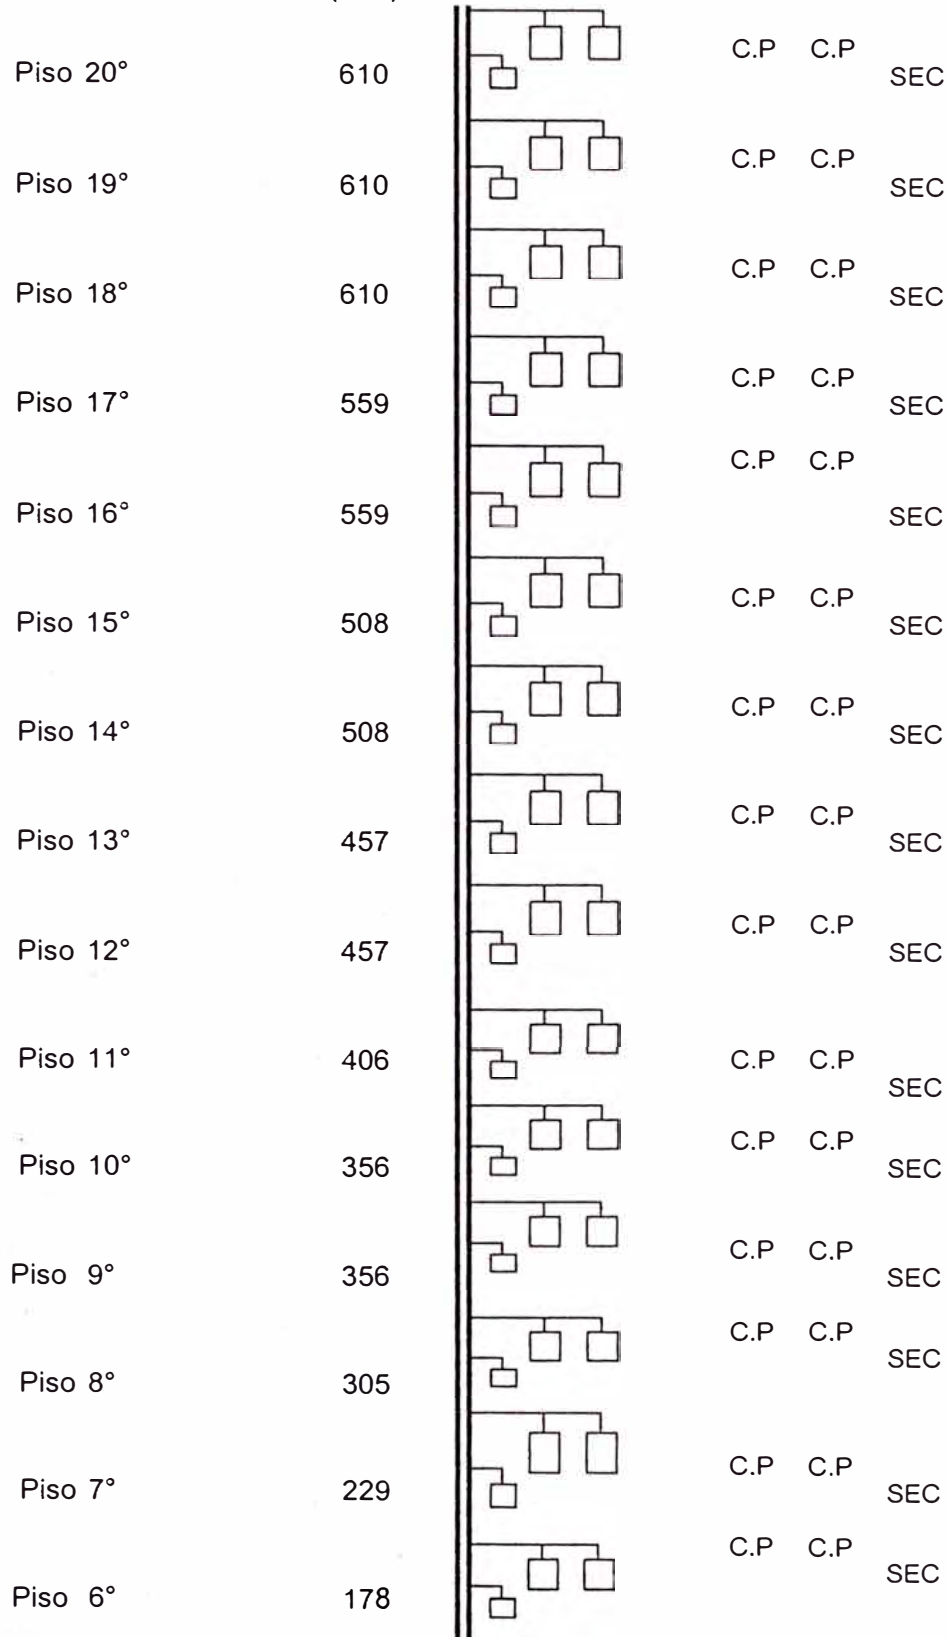 C.P C.P
Piso 20° 610 SEC
C.P C.P
Piso 19° 610 SEC
C.P C.P
Piso 18° 610 SEC
C.P C.P
Piso 17° 559 SEC
C.P C.P
Piso 16° 559 SEC
C.P C.P
Piso 15° 508 SEC
C.P C.P
Piso 14° 508 SEC
C.P C.P
Piso 13° 457 SEC
C.P C.P
Piso 12° 457 SEC
Piso 11° 406 C.P C.P
SEC
C.P C.P
Piso 10° 356 SEC
C.P C.P
Piso 9° 356 SEC
C.P C.P
SEC
Piso 8° 305
C.P C.P
Piso 7° 229 SEC
C.P C.P
SEC
Piso 6° 178